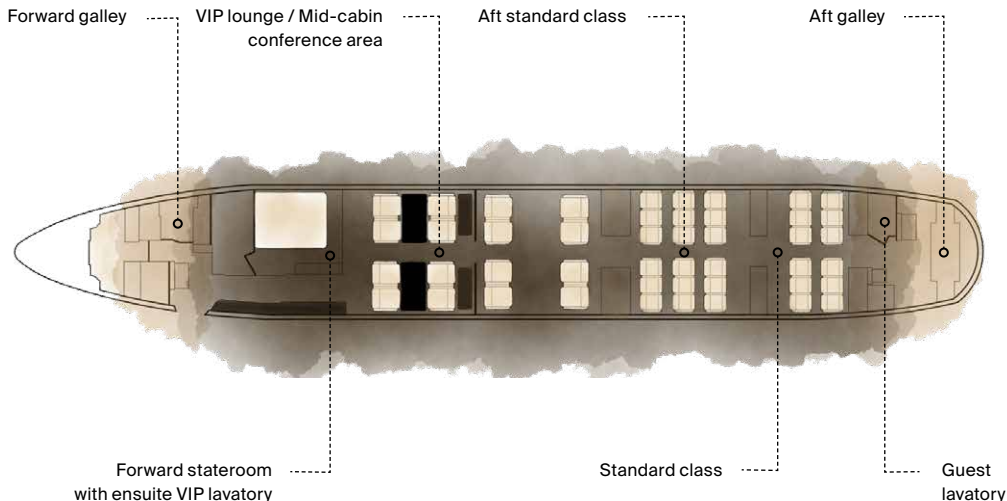 Forward galley
VIP lounge / Mid-cabin
conference area
Aft standard class
Aft galley
Forward stateroom
with ensuite VIP lavatory
Standard class
Guest
lavatory